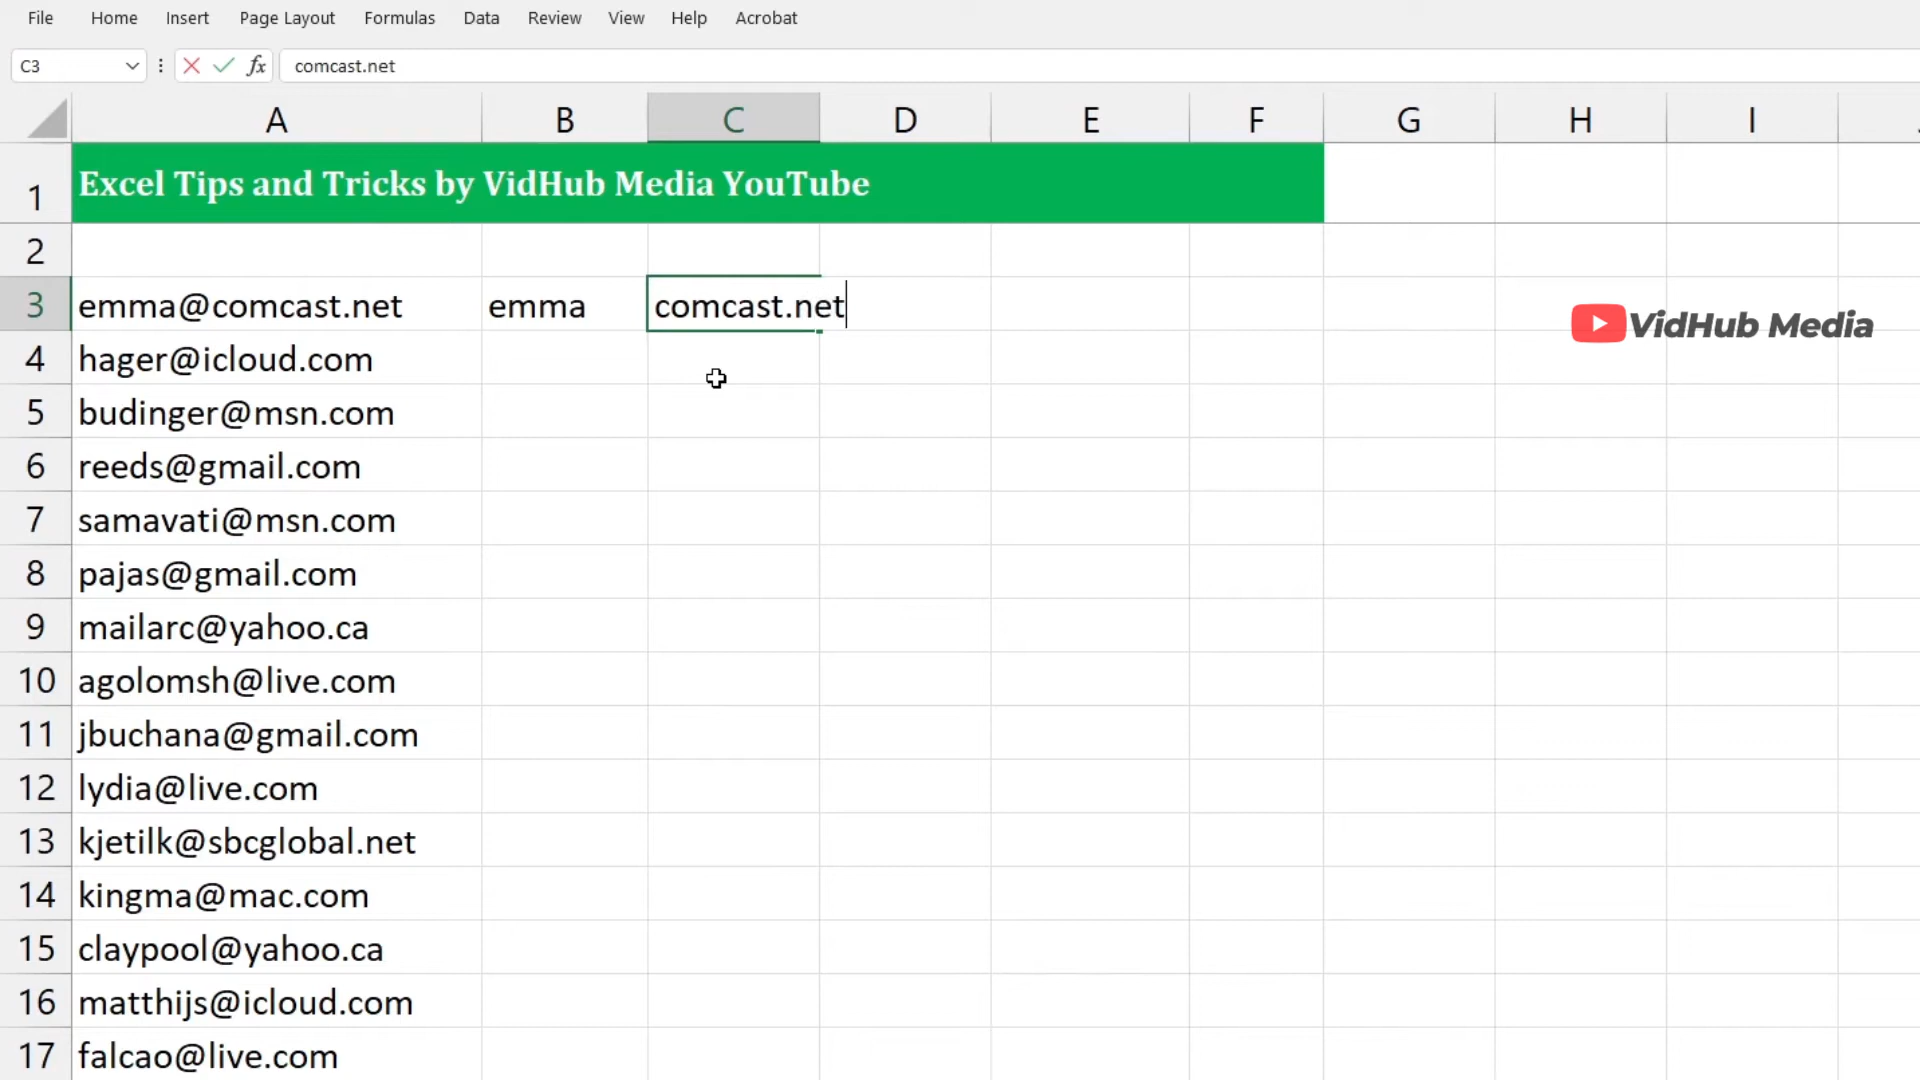 File Home Insert Page Layout Formulas Data Review View Help Acrobat
C3 fx comcast.net
A B C D E F G H I
1 Excel Tips and Tricks by VidHub Media YouTube
2
3 emma@comcast.net emma comcast.net
VidHub Media
4 hager@icloud.com
5 budinger@msn.com
6 reeds@gmail.com
7 samavati@msn.com
8 pajas@gmail.com
9 mailarc@yahoo.ca
10 agolomsh@live.com
11 jbuchana@gmail.com
12 lydia@live.com
13 kjetilk@sbcglobal.net
14 kingma@mac.com
15 claypool@yahoo.ca
16 matthijs@icloud.com
17 falcao@live.com